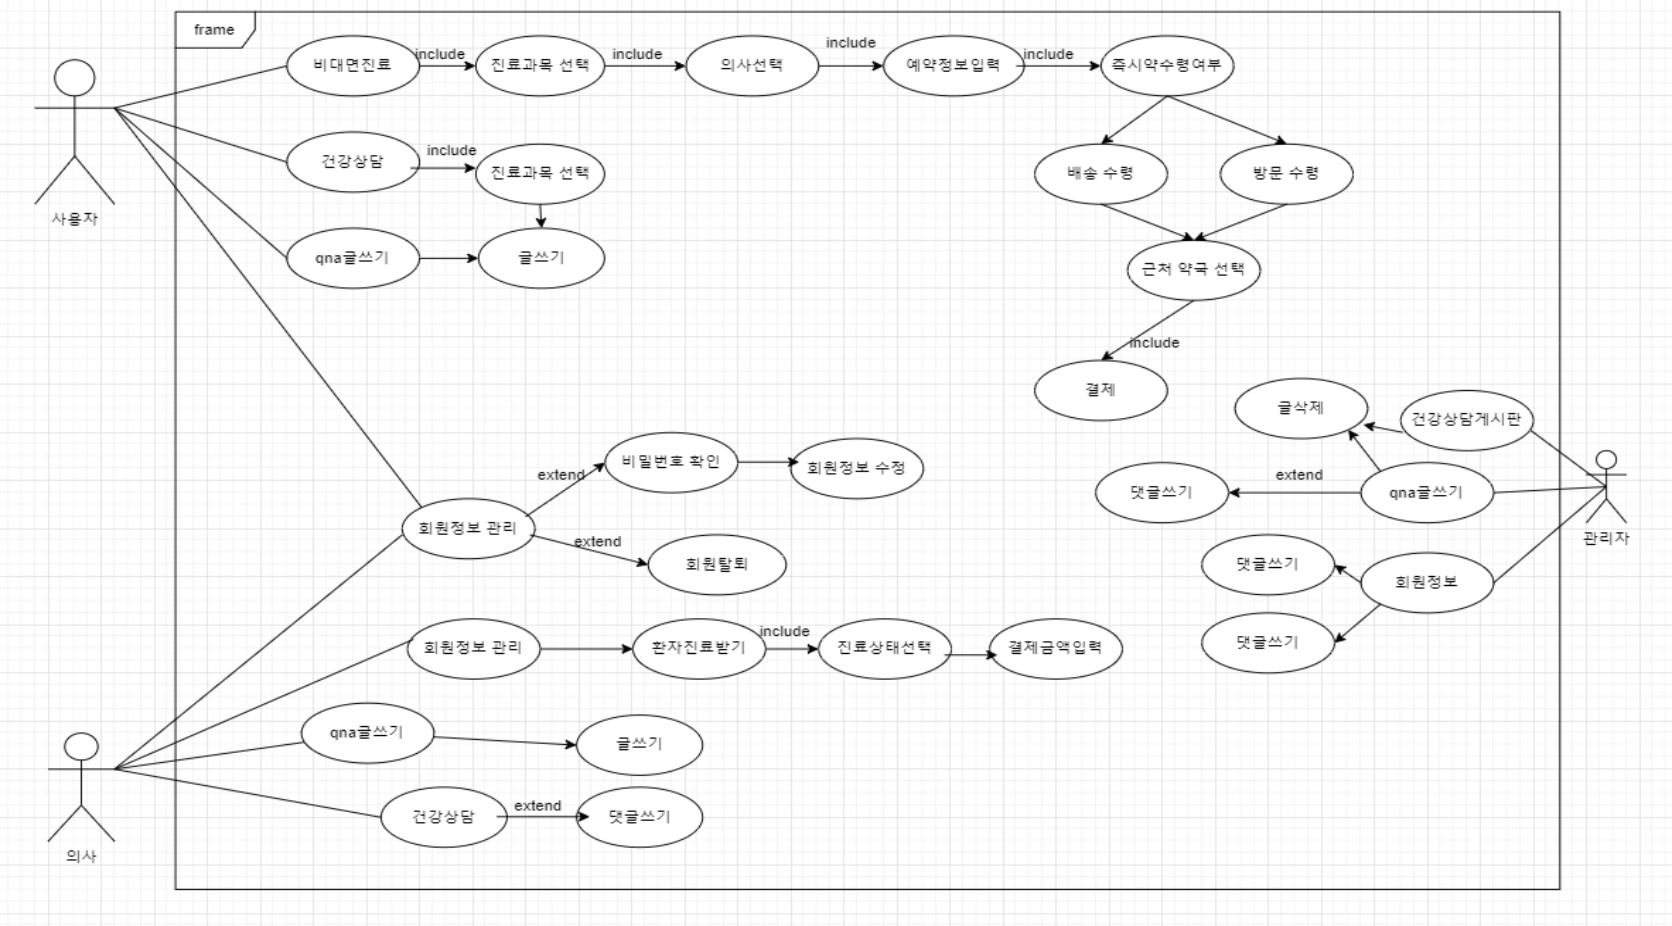 frame
비대면진료
include
진료과목 선택
include
의사선택
include
예약정보입력
include
즉시약수령여부
건강상담
include
진료과목 선택
배송 수령
방문 수령
사용자
qna글쓰기
글쓰기
근처 약국 선택
include
결제
글삭제
건강상담게시판
extend
비밀번호 확인
회원정보 수정
댓글쓰기
extend
qna글쓰기
관리자
회원정보 관리
extend
회원탈퇴
댓글쓰기
회원정보
댓글쓰기
회원정보 관리
환자진료받기
include
진료상태선택
결제금액입력
qna글쓰기
글쓰기
건강상담
extend
댓글쓰기
의사